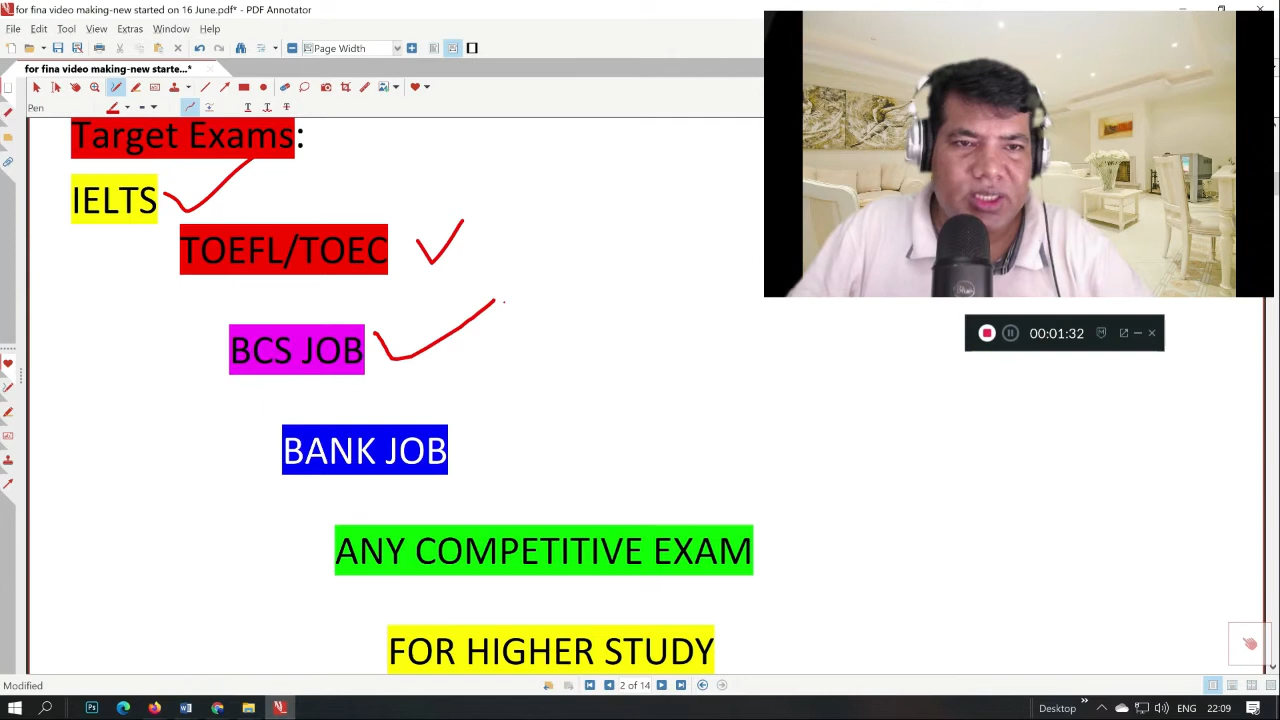 for fina video making-new started on 16 June.pdf* - PDF Annotator
File Edit Tool View Extras Window Help
Page Width
for fina video making-new starte...*
Pen
Target Exams:
IELTS
TOEFL/TOEC
BCS JOB
00:01:32
BANK JOB
ANY COMPETITIVE EXAM
FOR HIGHER STUDY
Modified
2 of 14
Desktop
ENG
22:09